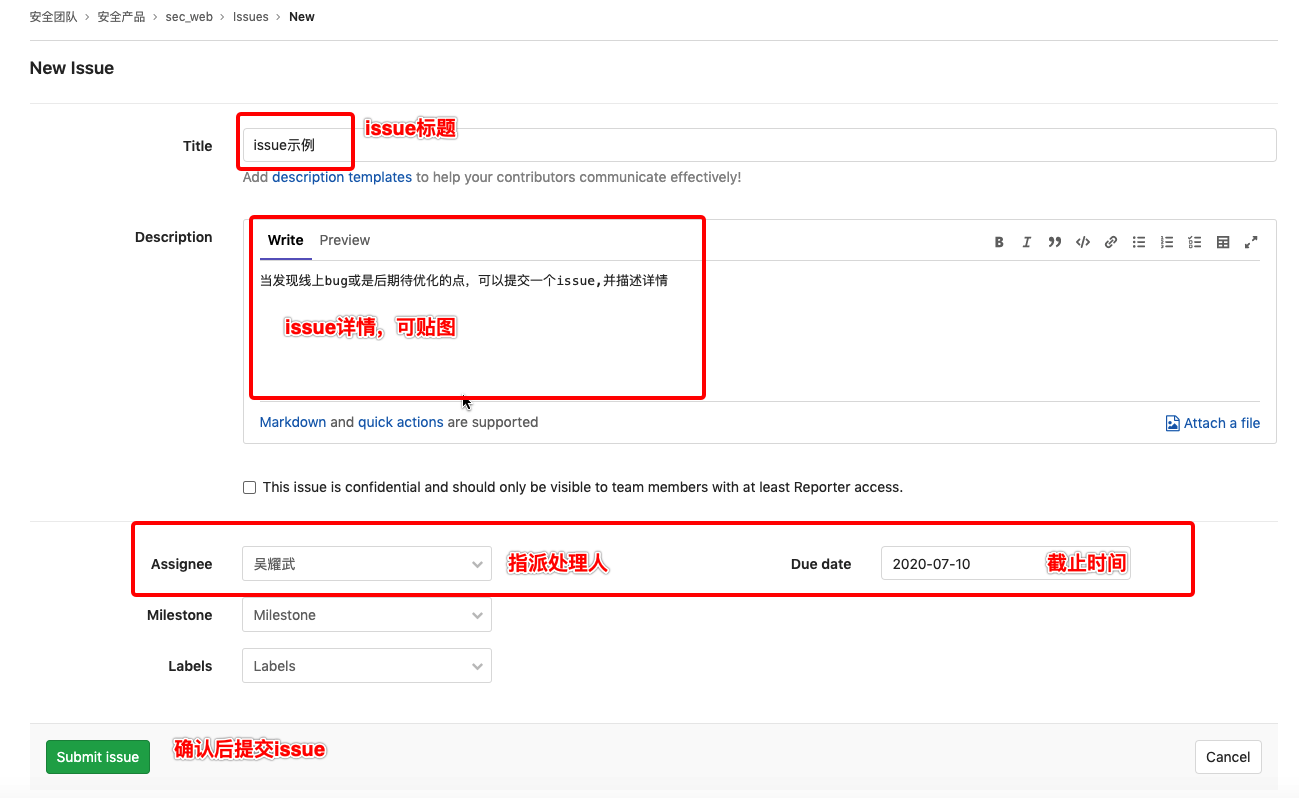 安全团队 › 安全产品 › sec_web › Issues › New
New Issue
issue标题
Title issue示例
Add description templates to help your contributors communicate effectively!
Description Write Preview
当发现线上bug或是后期待优化的点，可以提交一个issue,并描述详情
issue详情，可贴图
Markdown and quick actions are supported Attach a file
This issue is confidential and should only be visible to team members with at least Reporter access.
Assignee 吴耀武 指派处理人 Due date 2020-07-10 截止时间
Milestone Milestone
Labels Labels
Submit issue 确认后提交issue Cancel